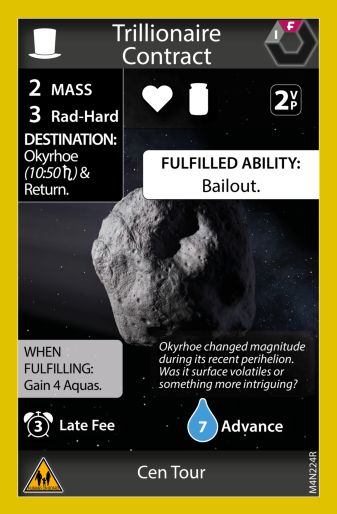 Trillionaire
Contract
I F
2 MASS
3 Rad-Hard
DESTINATION:
Okyrhoe
(10:50♄) &
Return.
2 V P
FULFILLED ABILITY:
Bailout.
WHEN
FULFILLING:
Gain 4 Aquas.
Okyrhoe changed magnitude
during its recent perihelion.
Was it surface volatiles or
something more intriguing?
3 Late Fee
7 Advance
Cen Tour
M4N224R